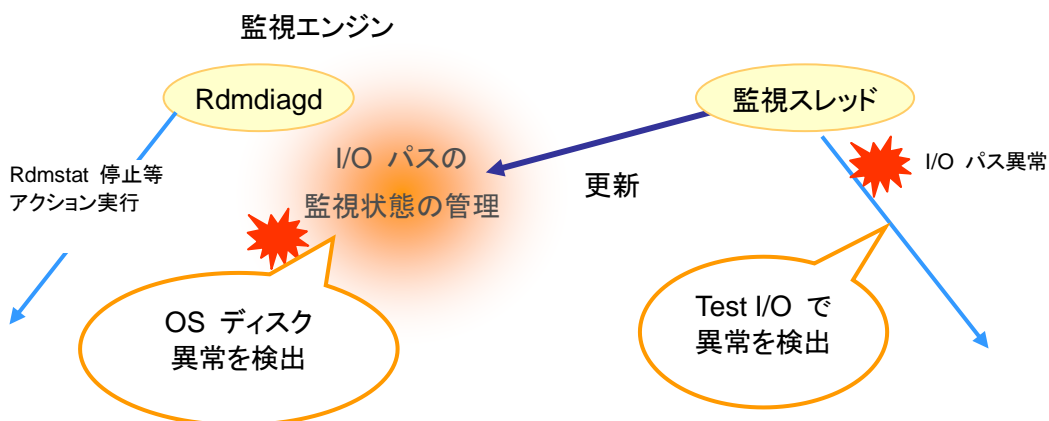 監視エンジン
Rdmdiagd
監視スレッド
I/O パスの
監視状態の管理
更新
I/O パス異常
Rdmstat 停止等
アクション実行
OS ディスク
異常を検出
Test I/O で
異常を検出